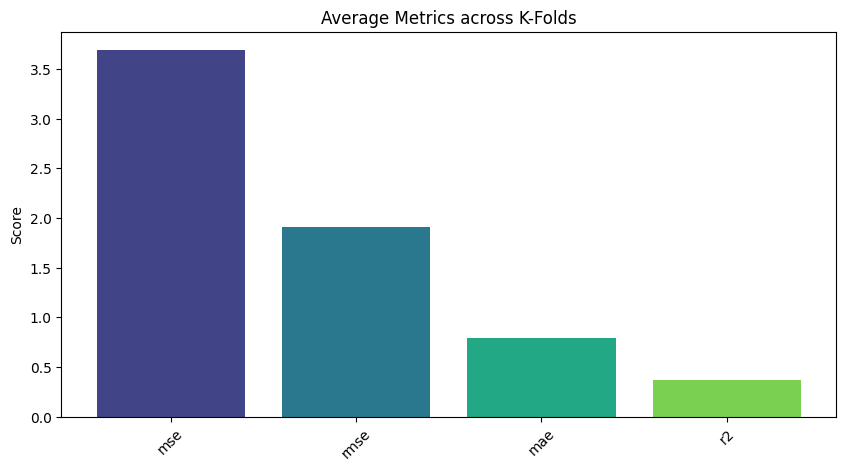 Average Metrics across K-Folds
Score
3.5
3.0
2.5
2.0
1.5
1.0
0.5
0.0
mse
rmse
mae
r2